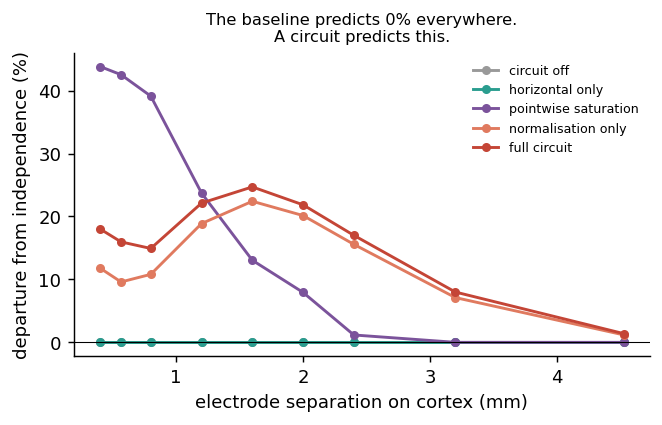 The baseline predicts 0% everywhere.
A circuit predicts this.
departure from independence (%)
40
30
20
10
0
circuit off
horizontal only
pointwise saturation
normalisation only
full circuit
1
2
3
4
electrode separation on cortex (mm)